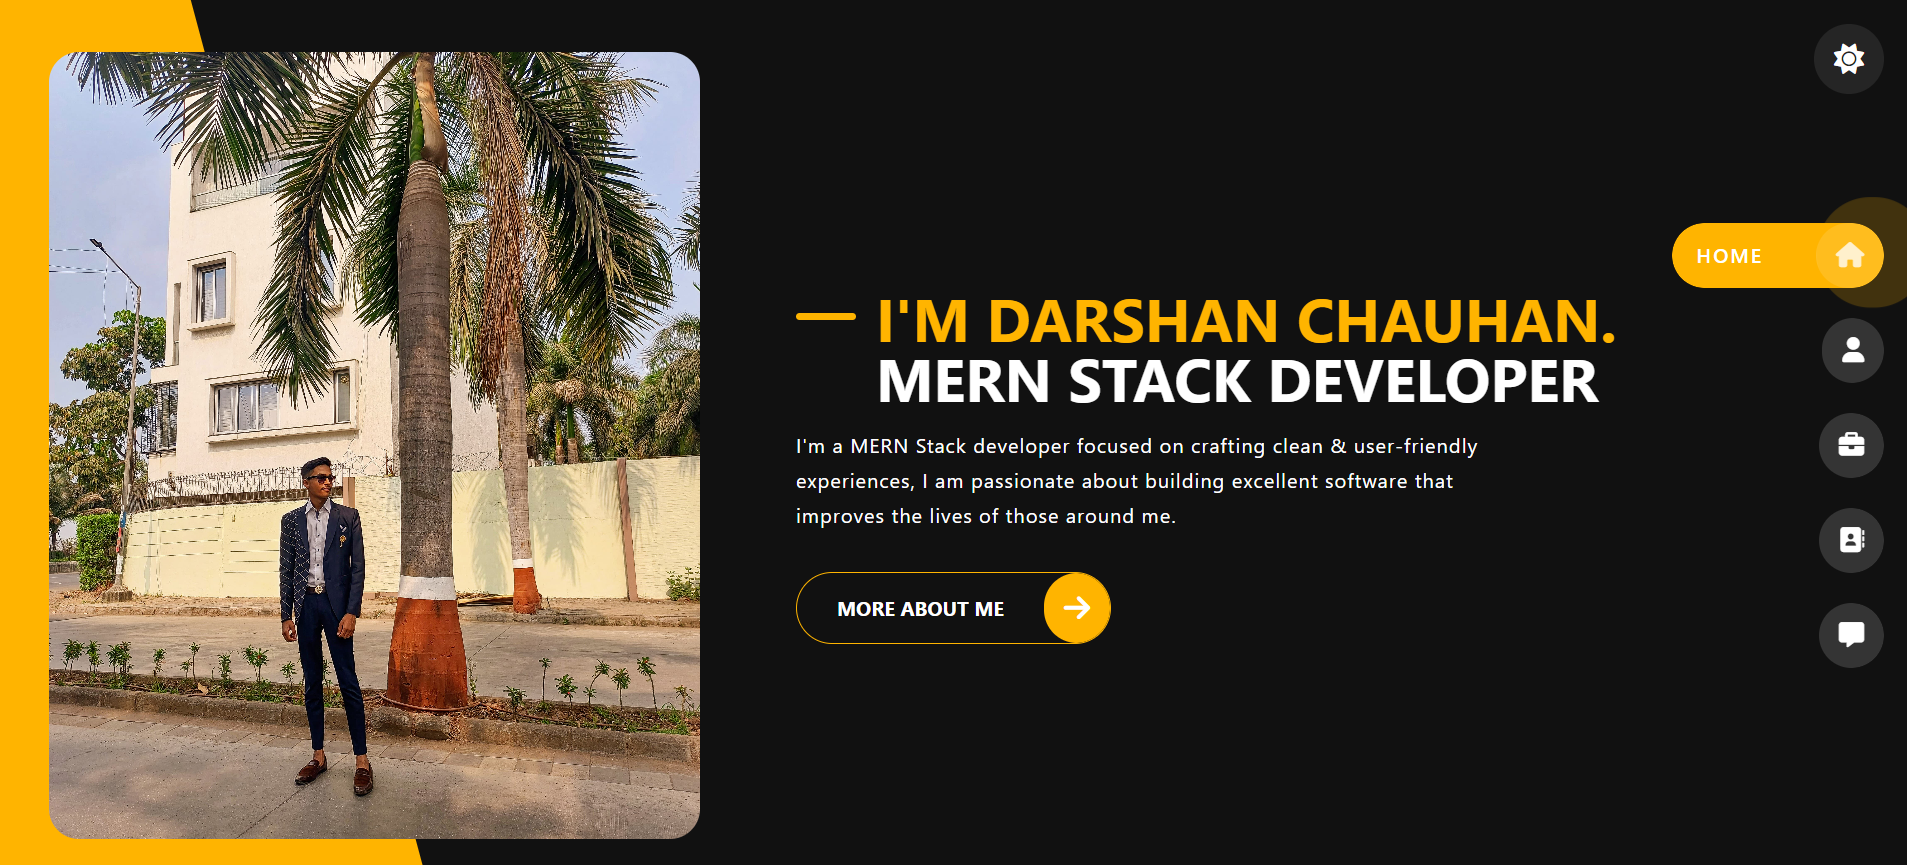 HOME
I'M DARSHAN CHAUHAN.
MERN STACK DEVELOPER
I'm a MERN Stack developer focused on crafting clean & user-friendly
experiences, I am passionate about building excellent software that
improves the lives of those around me.
MORE ABOUT ME